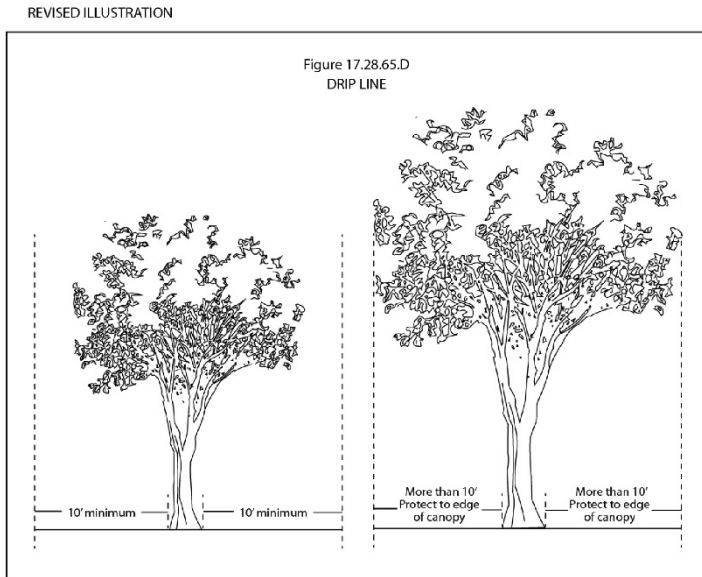 REVISED ILLUSTRATION
Figure 17.28.65.D
DRIP LINE
10' minimum
10' minimum
More than 10'
Protect to edge
of canopy
More than 10'
Protect to edge
of canopy